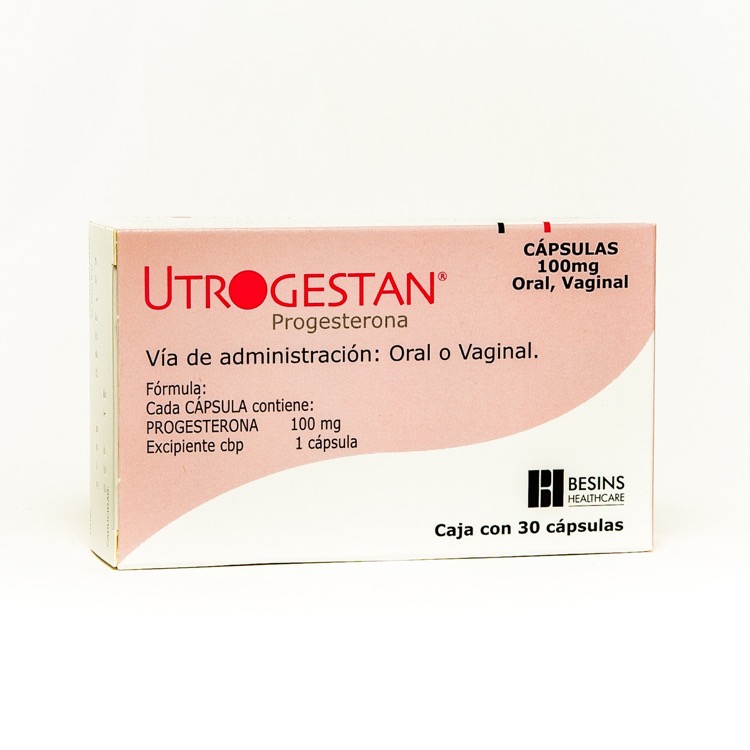 UTROGESTAN®
Progesterona
CÁPSULAS
100mg
Oral, Vaginal
Vía de administración: Oral o Vaginal.
Fórmula:
Cada CÁPSULA contiene:
PROGESTERONA 100 mg
Excipiente cbp 1 cápsula
BESINS
HEALTHCARE
Caja con 30 cápsulas